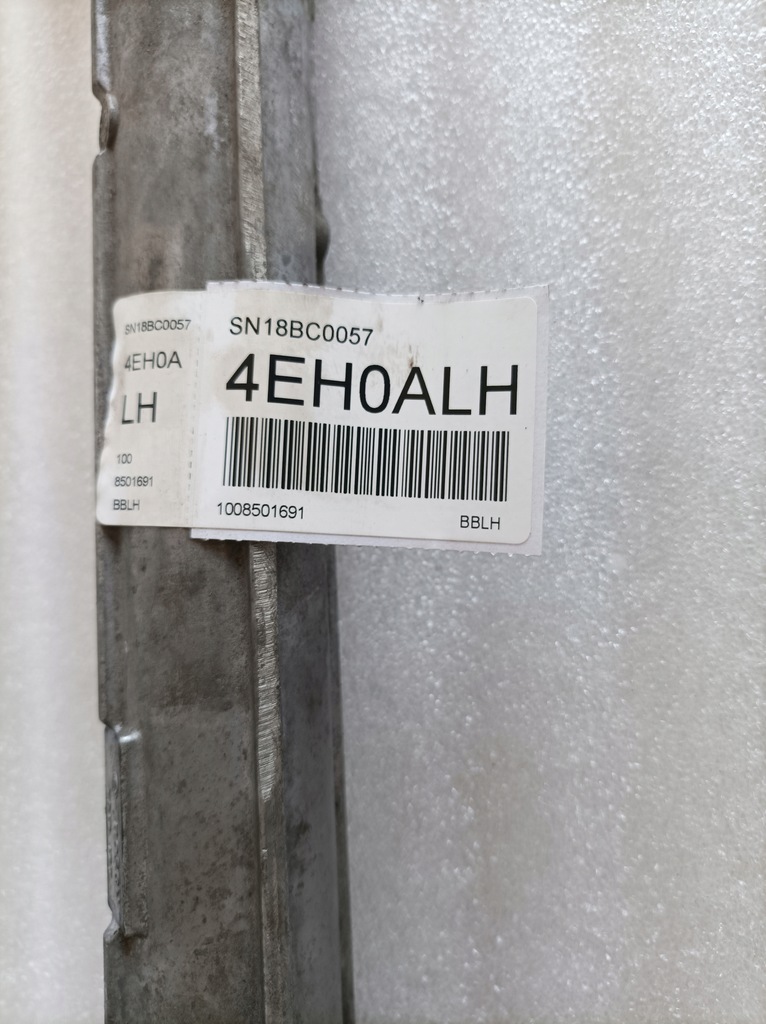 SN18BC0057
4EH0A
LH
100
8501691
BBLH
SN18BC0057
4EH0ALH
1008501691
BBLH